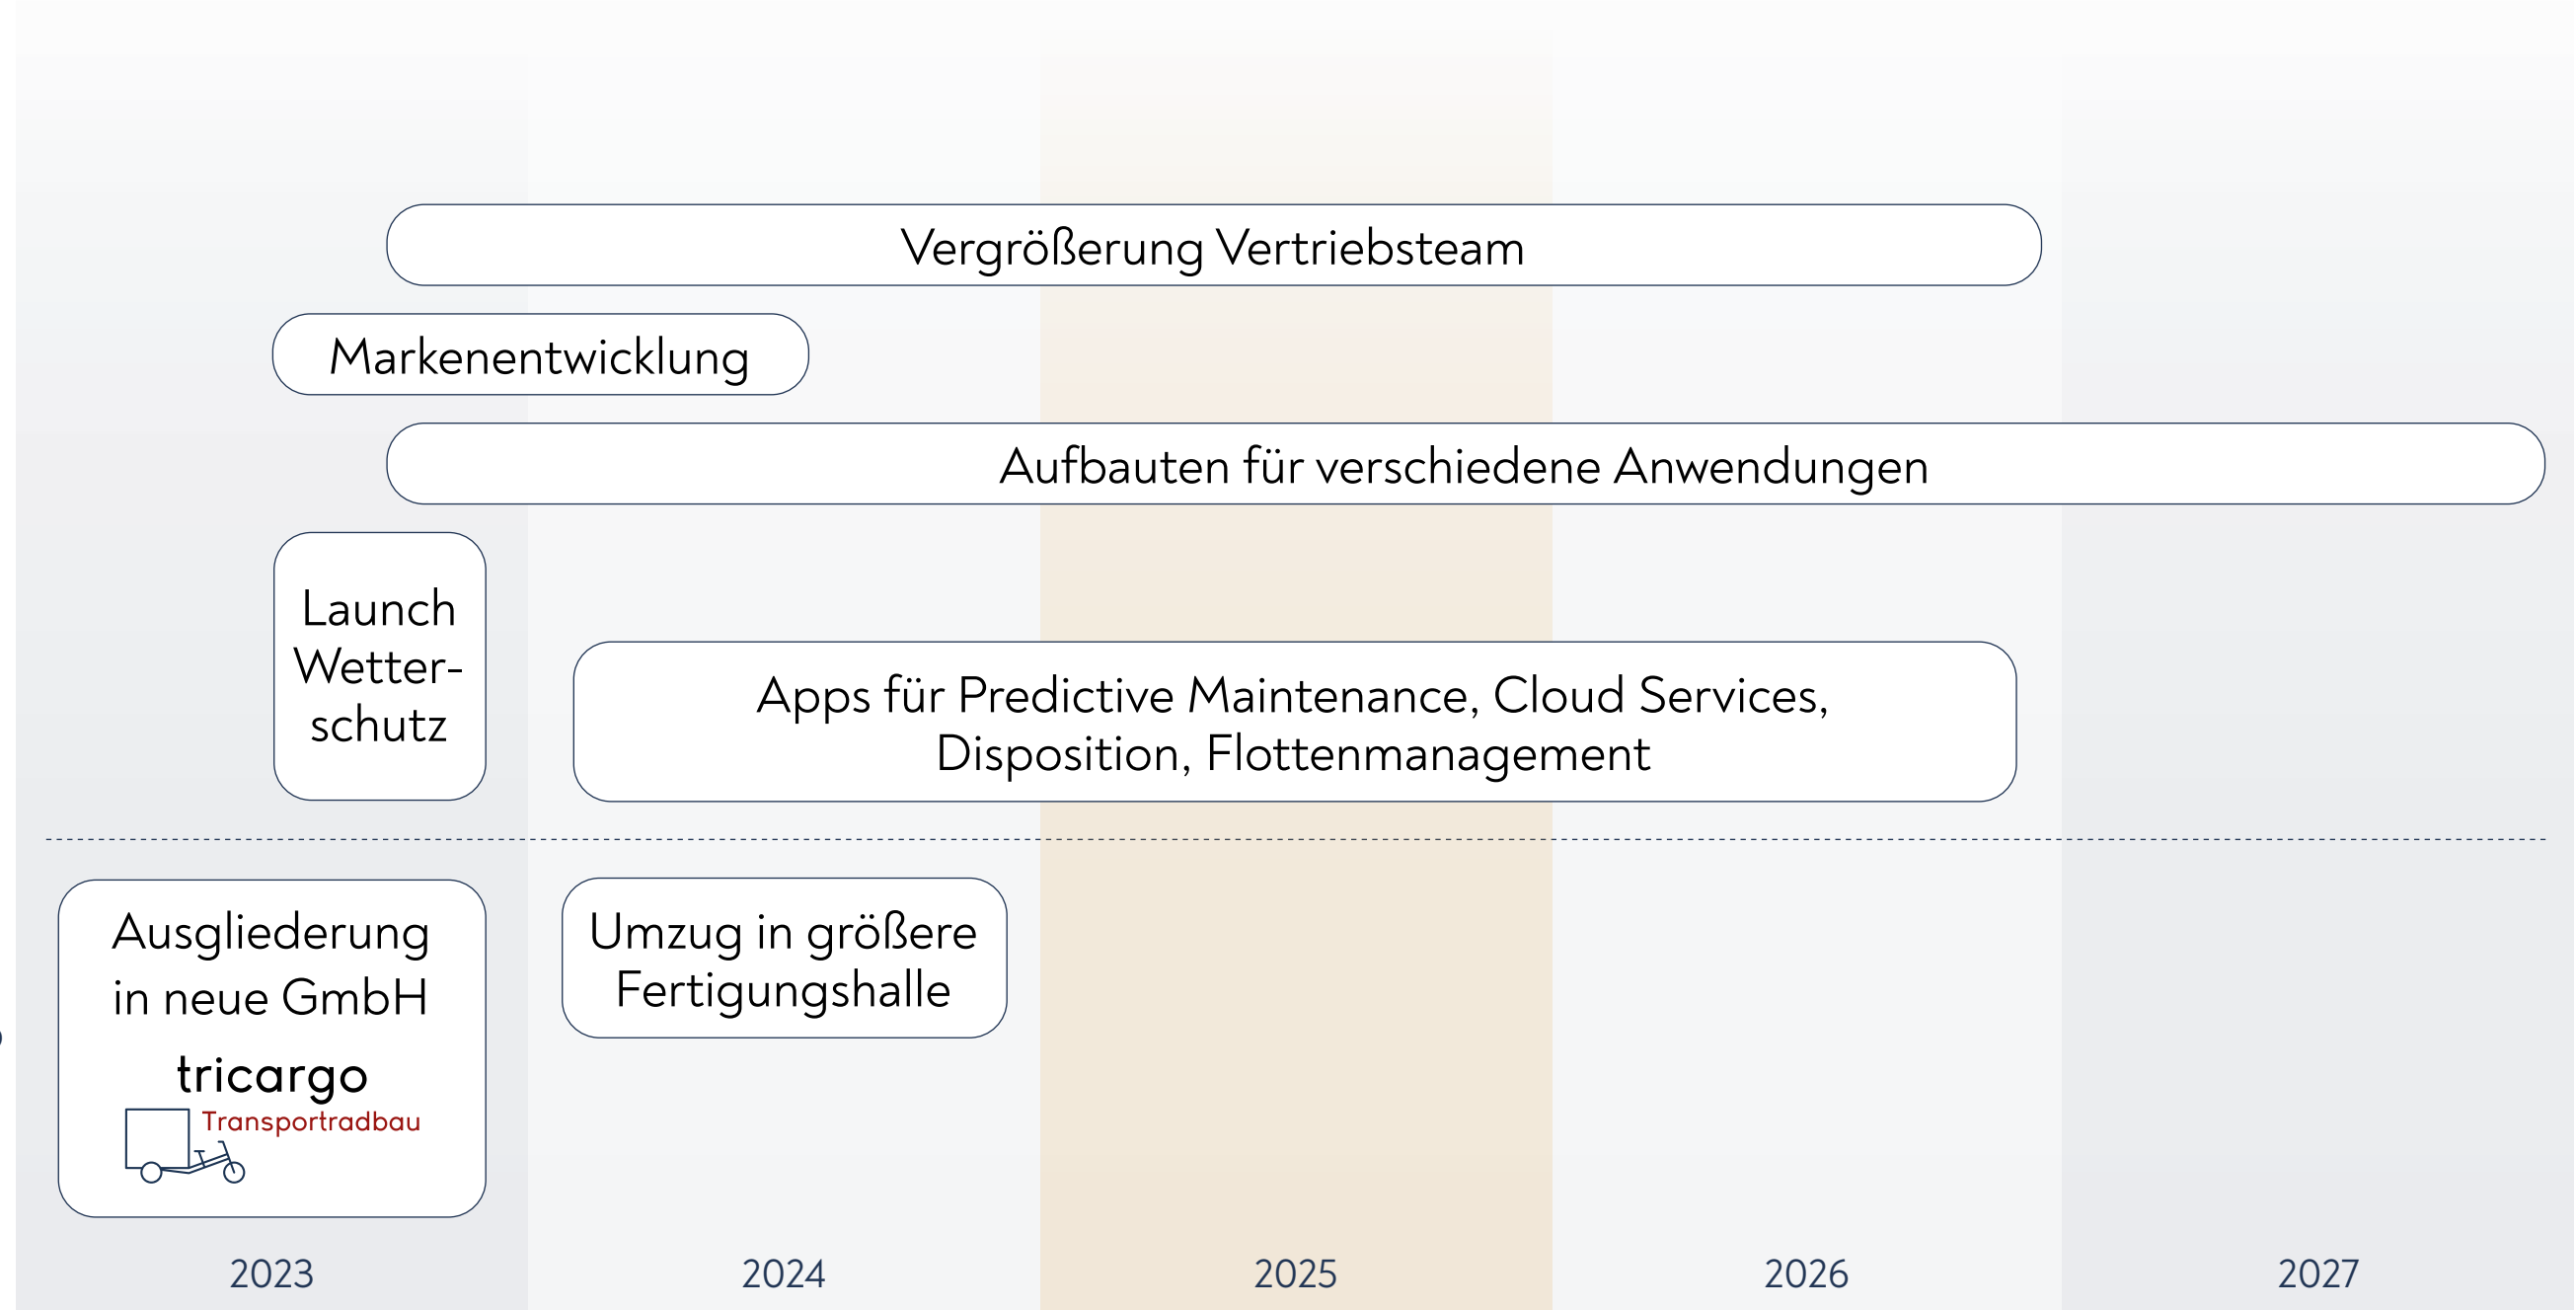 Vergrößerung Vertriebsteam
Markenentwicklung
Aufbauten für verschiedene Anwendungen
Launch
Wetter-
schutz
Apps für Predictive Maintenance, Cloud Services,
Disposition, Flottenmanagement
Ausgliederung
in neue GmbH
tricargo
Transportradbau
Umzug in größere
Fertigungshalle
2023
2024
2025
2026
2027